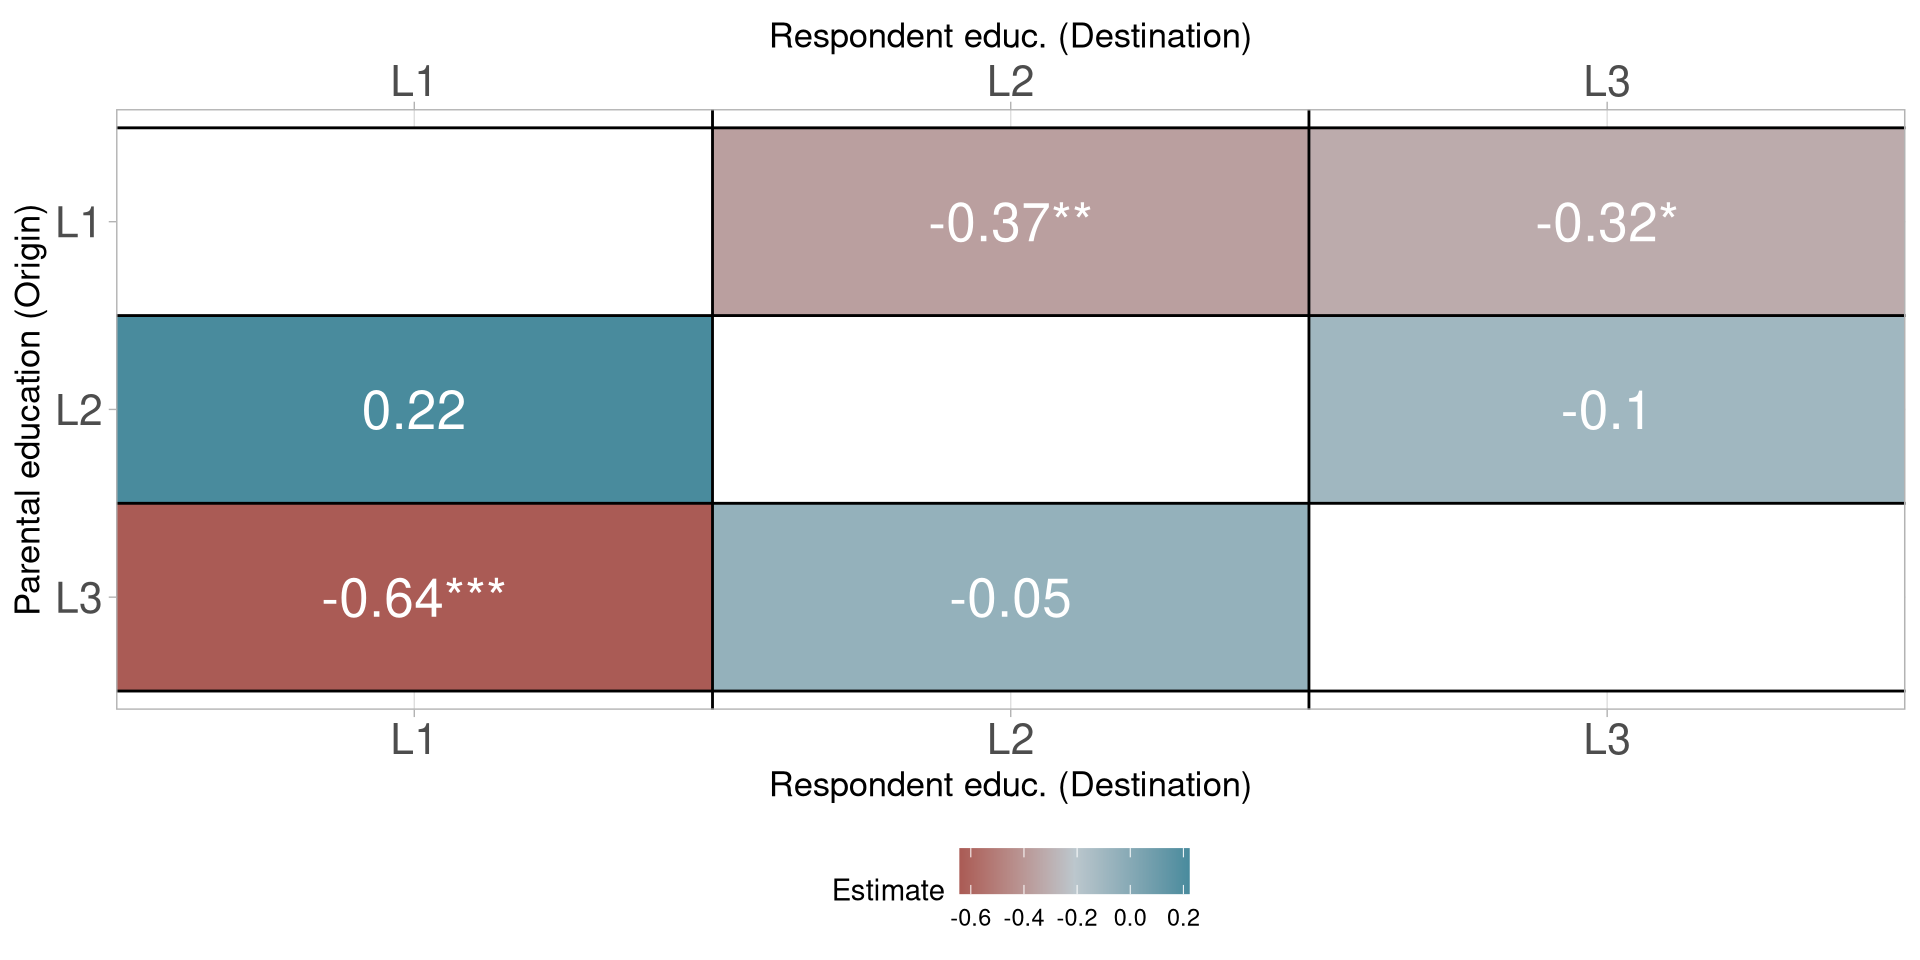 Respondent educ. (Destination)
L1 L2 L3
Parental education (Origin)
L1 -0.37** -0.32*
L2 0.22 -0.1
L3 -0.64*** -0.05
L1 L2 L3
Respondent educ. (Destination)
Estimate
-0.6 -0.4 -0.2 0.0 0.2